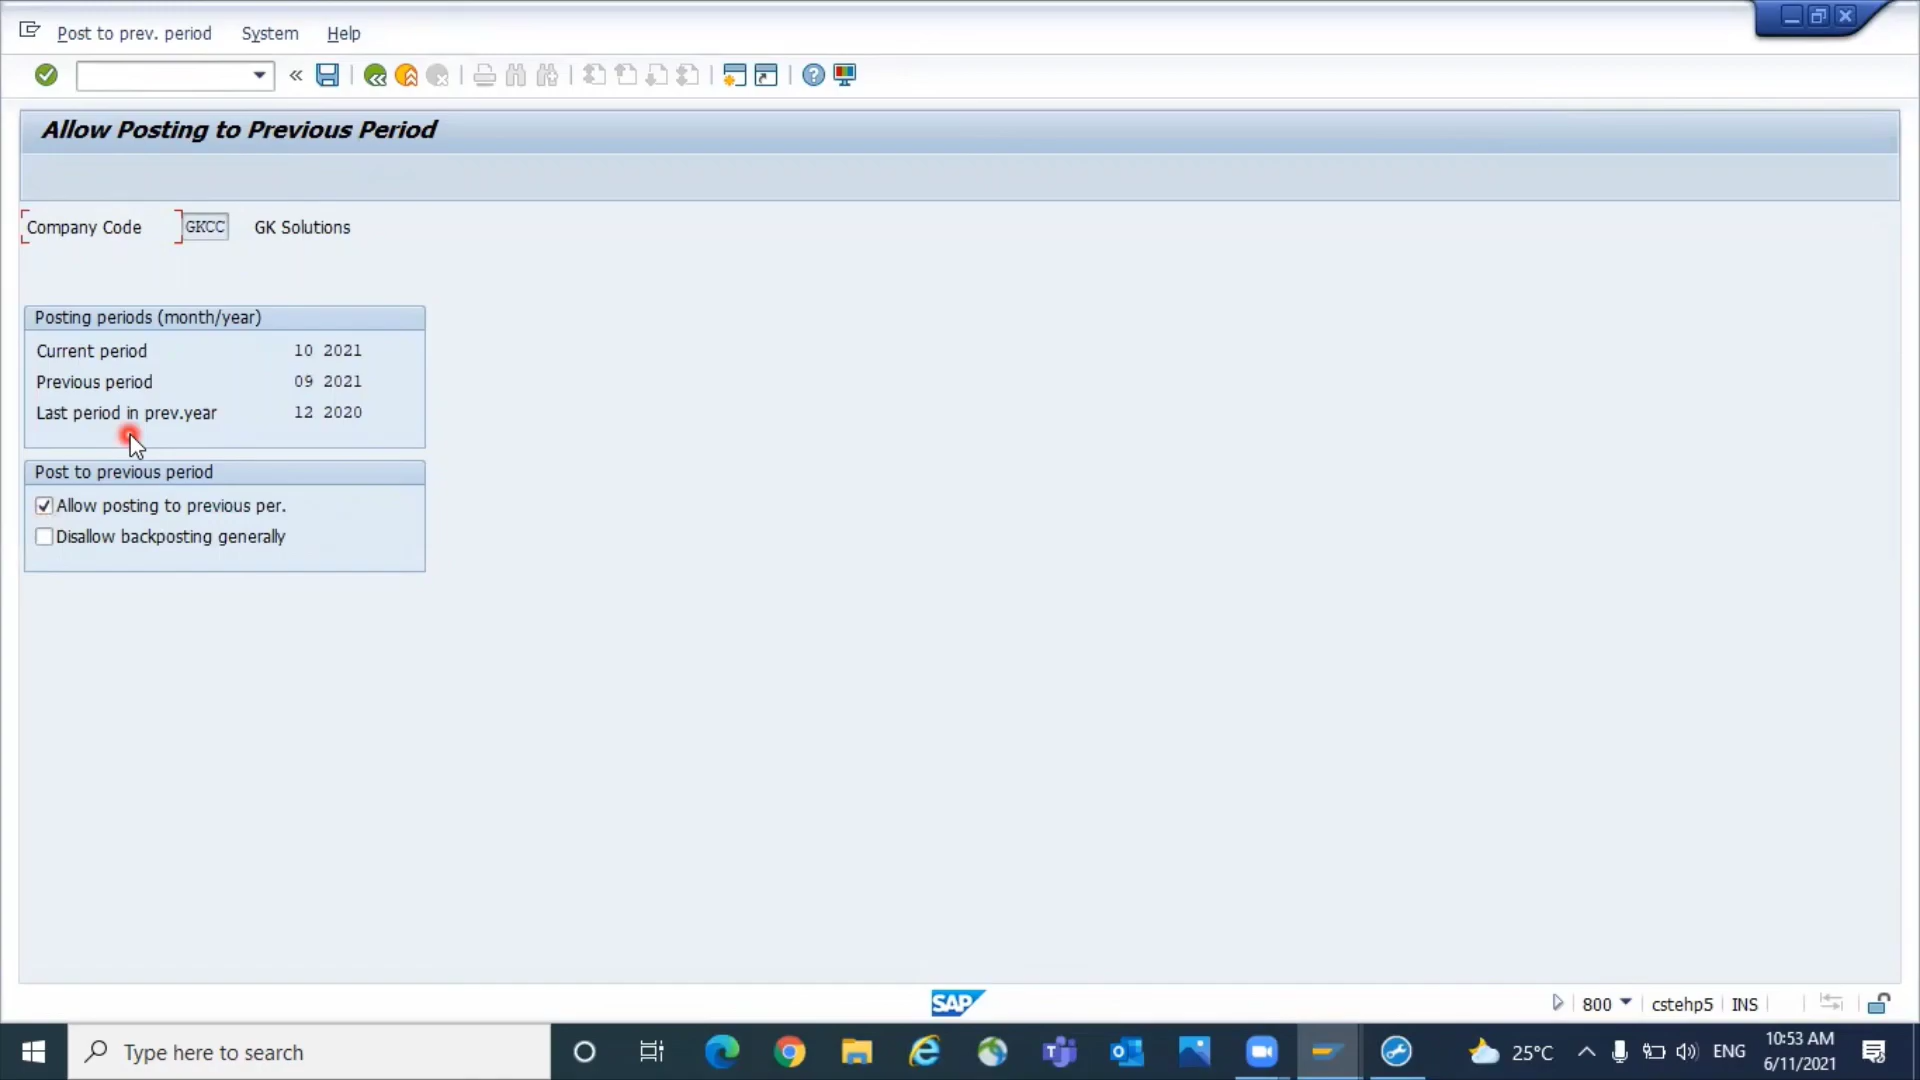 Post to prev. period System Help
Allow Posting to Previous Period
Company Code GKCC GK Solutions
Posting periods (month/year)
Current period 10 2021
Previous period 09 2021
Last period in prev.year 12 2020
Post to previous period
Allow posting to previous per.
Disallow backposting generally
SAP 800 cstehp5 INS
Type here to search 25°C ENG 10:53 AM
6/11/2021